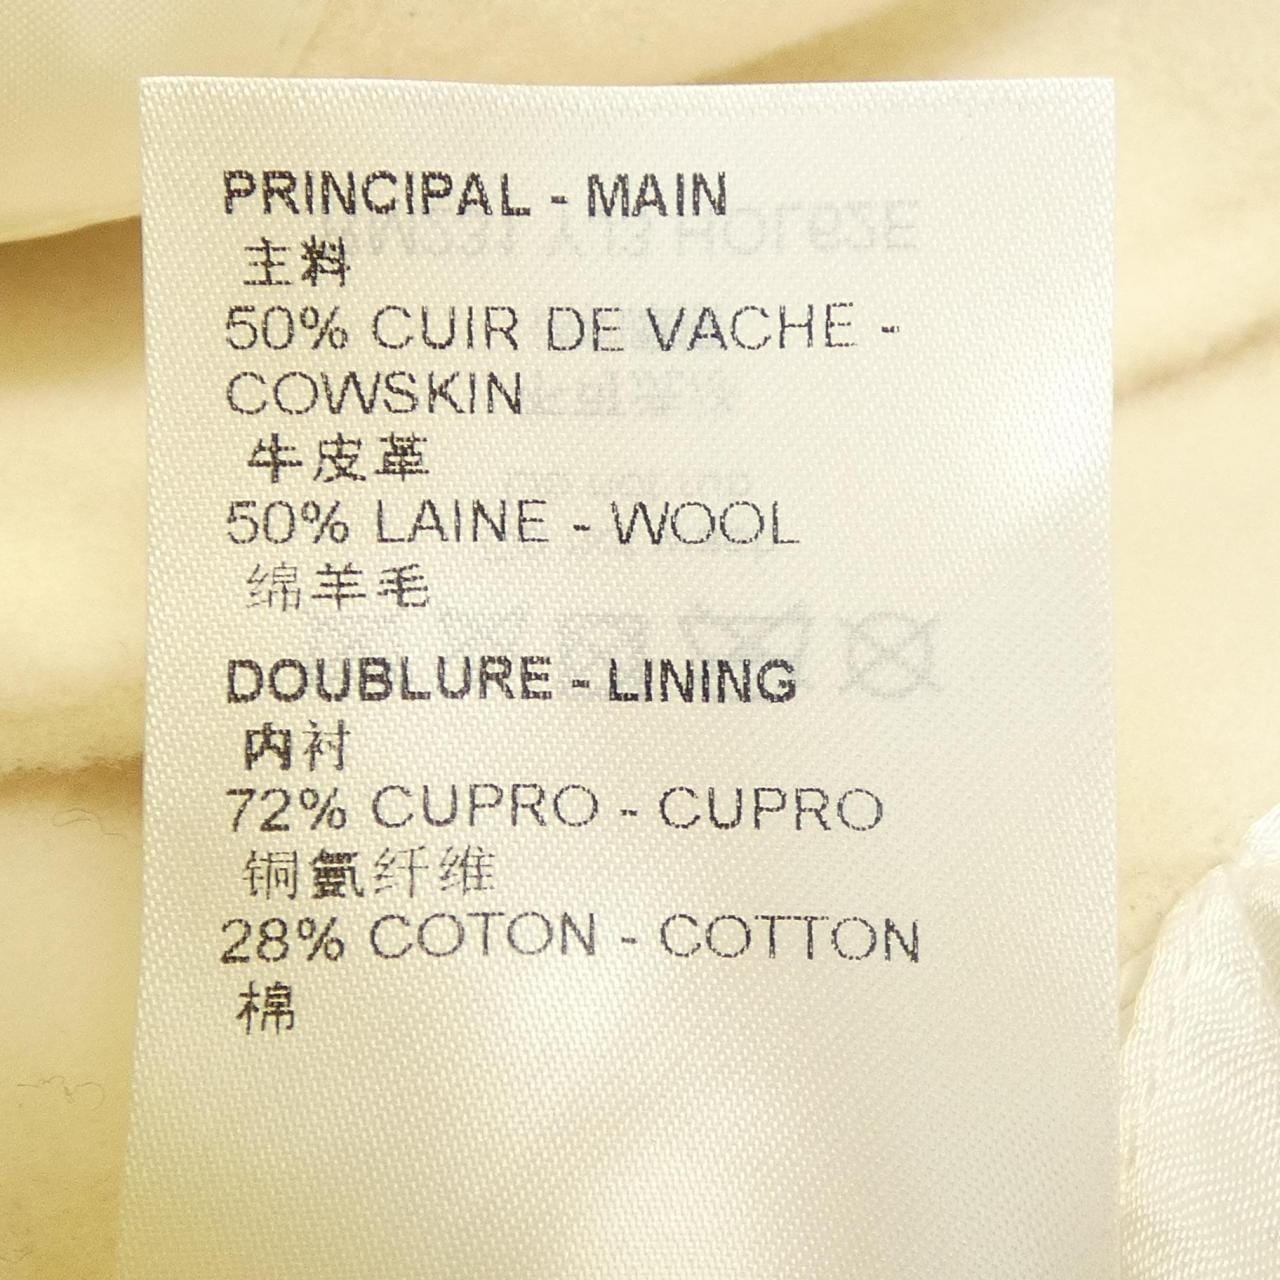 PRINCIPAL - MAIN
主料
50% CUIR DE VACHE -
COWSKIN
牛皮革
50% LAINE - WOOL
绵羊毛
DOUBLURE - LINING
内衬
72% CUPRO - CUPRO
铜氨纤维
28% COTON - COTTON
棉